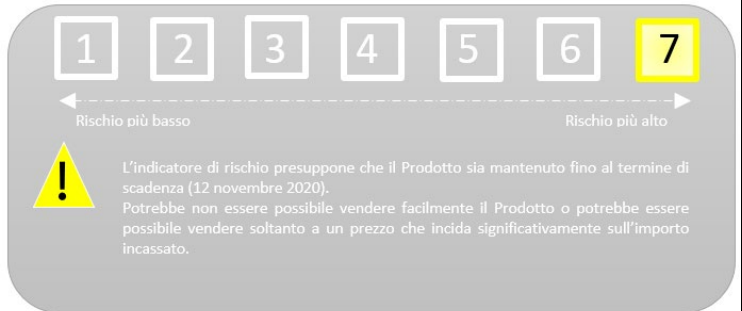 1 2 3 4 5 6 7
Rischio più basso Rischio più alto
!
L'indicatore di rischio presuppone che il Prodotto sia mantenuto fino al termine di
scadenza (12 novembre 2020).
Potrebbe non essere possibile vendere facilmente il Prodotto o potrebbe essere
possibile vendere soltanto a un prezzo che incida significativamente sull'importo
incassato.